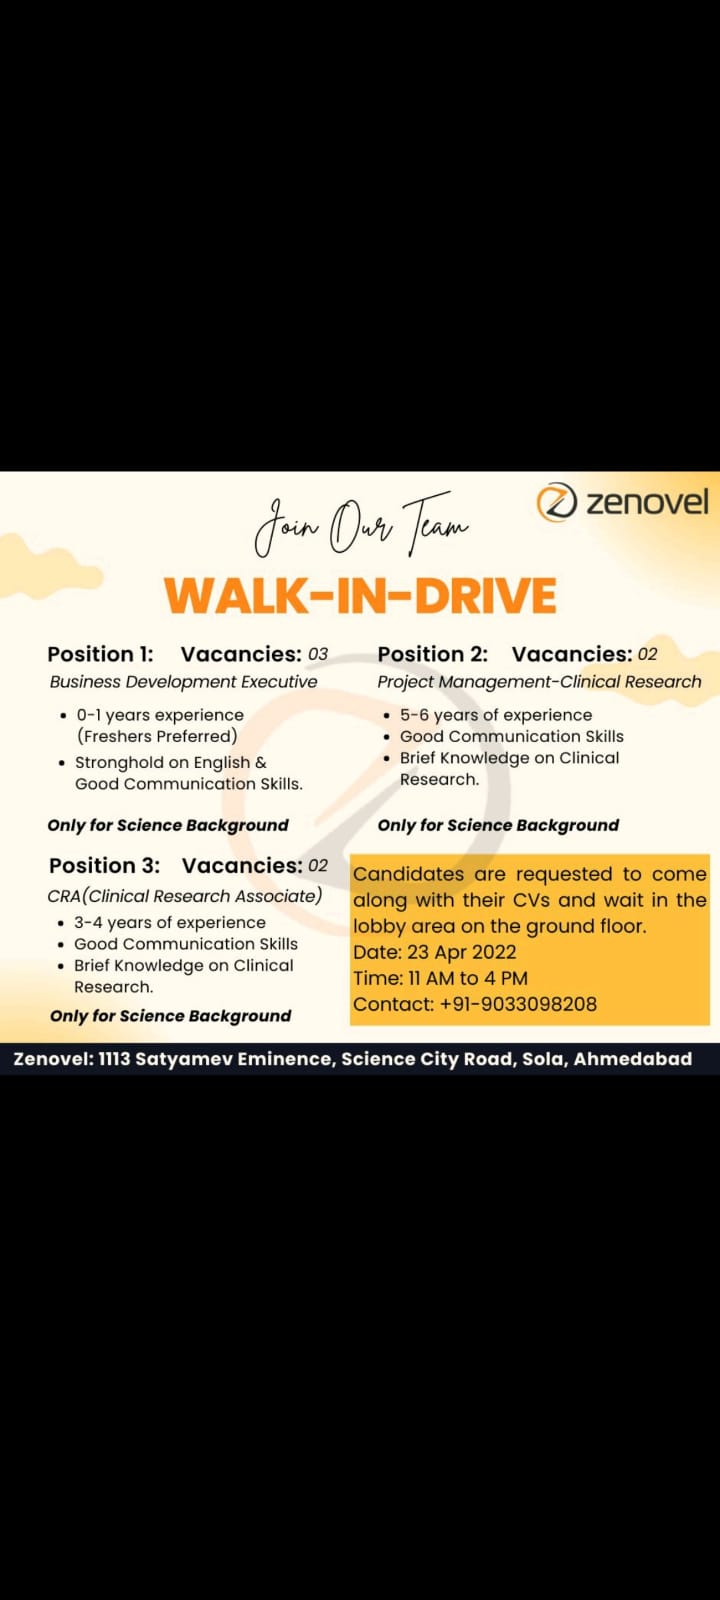 zenovel
Join Our Team
WALK-IN-DRIVE
Position 1: Vacancies: 03
Business Development Executive
• 0-1 years experience
(Freshers Preferred)
• Stronghold on English &
Good Communication Skills.
Only for Science Background
Position 2: Vacancies: 02
Project Management-Clinical Research
• 5-6 years of experience
• Good Communication Skills
• Brief Knowledge on Clinical
Research.
Only for Science Background
Position 3: Vacancies: 02
CRA(Clinical Research Associate)
• 3-4 years of experience
• Good Communication Skills
• Brief Knowledge on Clinical
Research.
Only for Science Background
Candidates are requested to come
along with their CVs and wait in the
lobby area on the ground floor.
Date: 23 Apr 2022
Time: 11 AM to 4 PM
Contact: +91-9033098208
Zenovel: 1113 Satyamev Eminence, Science City Road, Sola, Ahmedabad